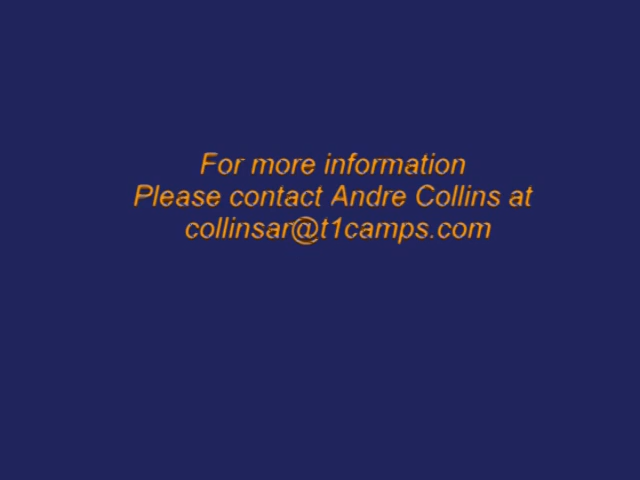 For more information
Please contact Andre Collins at
collinsar@t1camps.com